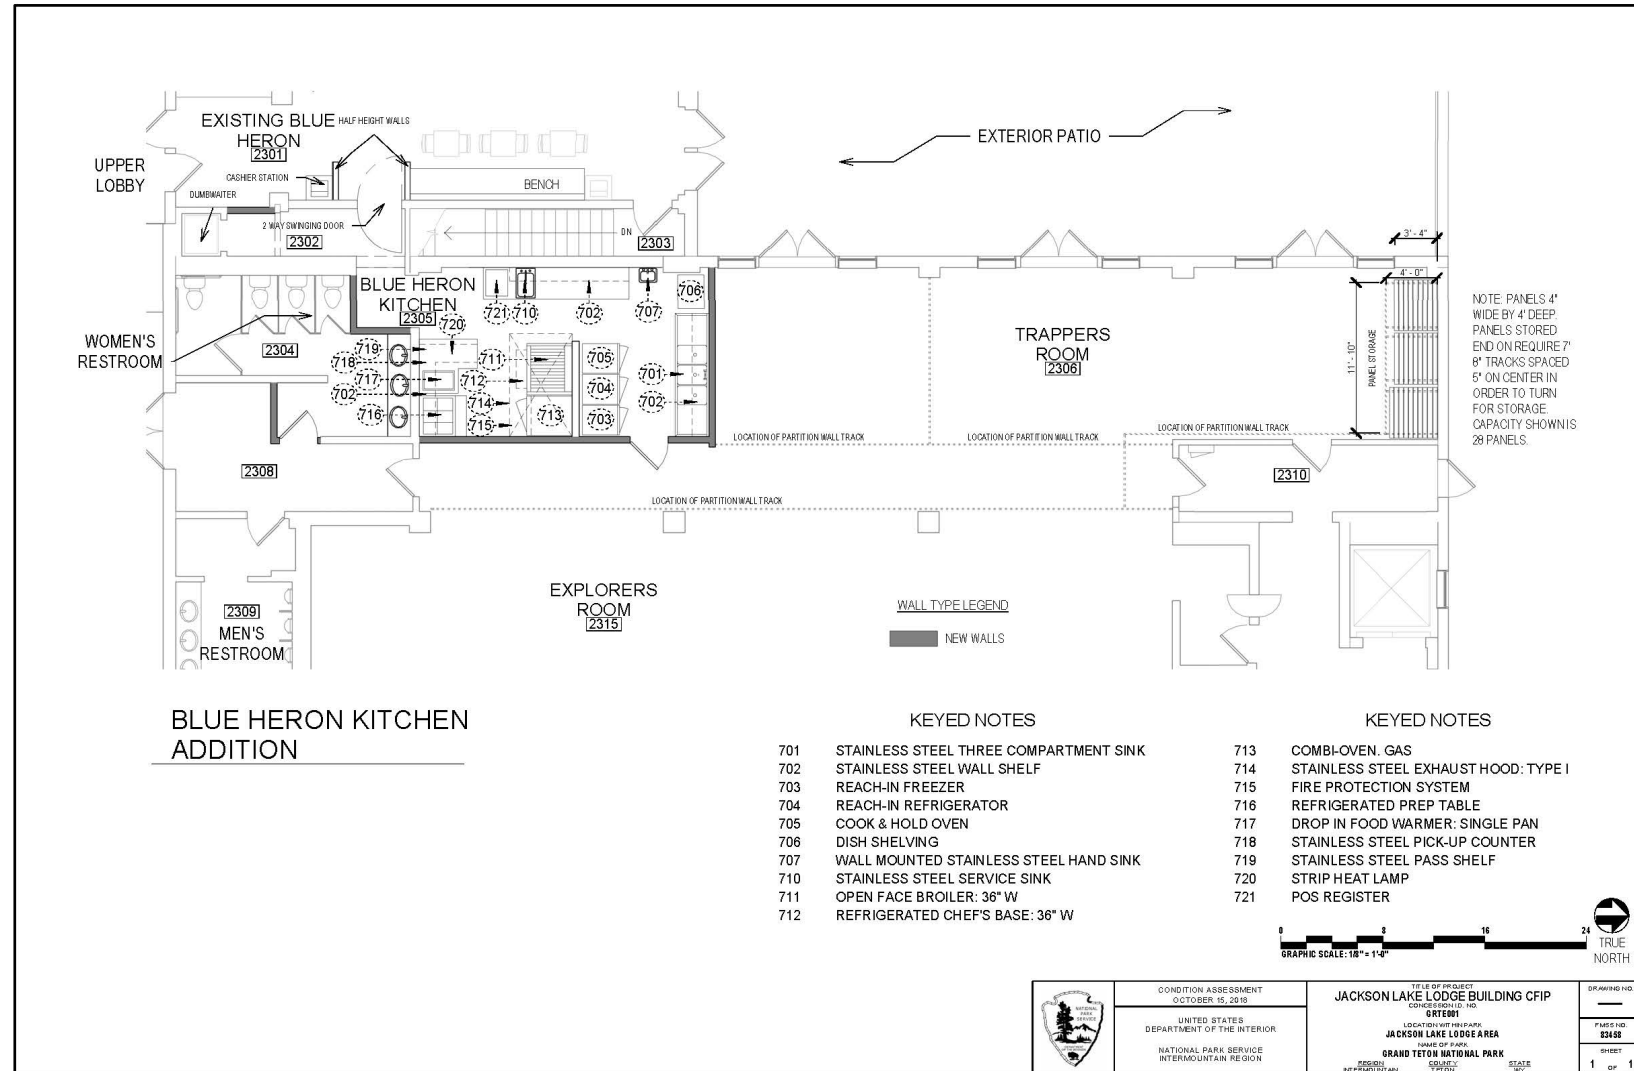 EXISTING BLUE
HERON
2301
HALF HEIGHT WALLS
EXTERIOR PATIO
UPPER
LOBBY
CASHIER STATION
DUMBWAITER
BENCH
2 WAY SWINGING DOOR
2302
DN
2303
3' - 4"
4' - 0"
BLUE HERON
KITCHEN
2305
720
721
710
702
707
706
WOMEN'S
RESTROOM
2304
719
718
717
702
716
711
712
714
715
713
705
704
703
701
702
TRAPPERS
ROOM
2306
11' - 10"
PANEL STORAGE
NOTE: PANELS 4"
WIDE BY 4' DEEP.
PANELS STORED
END ON REQUIRE 7'
8" TRACKS SPACED
5" ON CENTER IN
ORDER TO TURN
FOR STORAGE.
CAPACITY SHOWN IS
28 PANELS.
LOCATION OF PARTITION WALL TRACK
LOCATION OF PARTITION WALL TRACK
LOCATION OF PARTITION WALL TRACK
2308
2310
LOCATION OF PARTITION WALL TRACK
EXPLORERS
ROOM
2315
WALL TYPE LEGEND
NEW WALLS
2309
MEN'S
RESTROOM
BLUE HERON KITCHEN
ADDITION
KEYED NOTES
701 STAINLESS STEEL THREE COMPARTMENT SINK
702 STAINLESS STEEL WALL SHELF
703 REACH-IN FREEZER
704 REACH-IN REFRIGERATOR
705 COOK & HOLD OVEN
706 DISH SHELVING
707 WALL MOUNTED STAINLESS STEEL HAND SINK
710 STAINLESS STEEL SERVICE SINK
711 OPEN FACE BROILER: 36" W
712 REFRIGERATED CHEF'S BASE: 36" W
KEYED NOTES
713 COMBI-OVEN. GAS
714 STAINLESS STEEL EXHAUST HOOD: TYPE I
715 FIRE PROTECTION SYSTEM
716 REFRIGERATED PREP TABLE
717 DROP IN FOOD WARMER: SINGLE PAN
718 STAINLESS STEEL PICK-UP COUNTER
719 STAINLESS STEEL PASS SHELF
720 STRIP HEAT LAMP
721 POS REGISTER
0 8 16 24
GRAPHIC SCALE: 1/8" = 1'-0"
TRUE
NORTH
NATIONAL
PARK
SERVICE
CONDITION ASSESSMENT
OCTOBER 15, 2018
UNITED STATES
DEPARTMENT OF THE INTERIOR
NATIONAL PARK SERVICE
INTERMOUNTAIN REGION
TITLE OF PROJECT
JACKSON LAKE LODGE BUILDING CFIP
CONCESSION I.D. NO.
GRTE001
LOCATION WITHIN PARK
JACKSON LAKE LODGE AREA
NAME OF PARK
GRAND TETON NATIONAL PARK
REGION COUNTY STATE
INTERMOUNTAIN TETON WY
DRAWING NO.
PMSS NO.
83458
SHEET
1 OF 1